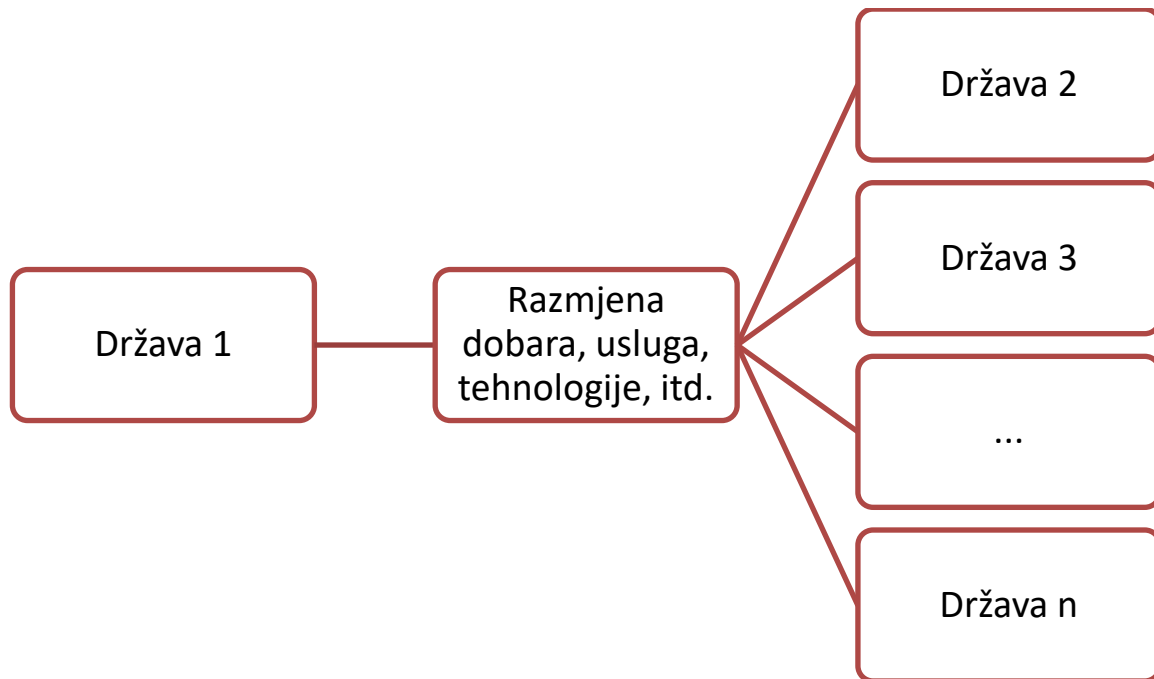 Država 1
Razmjena
dobara, usluga,
tehnologije, itd.
Država 2
Država 3
...
Država n